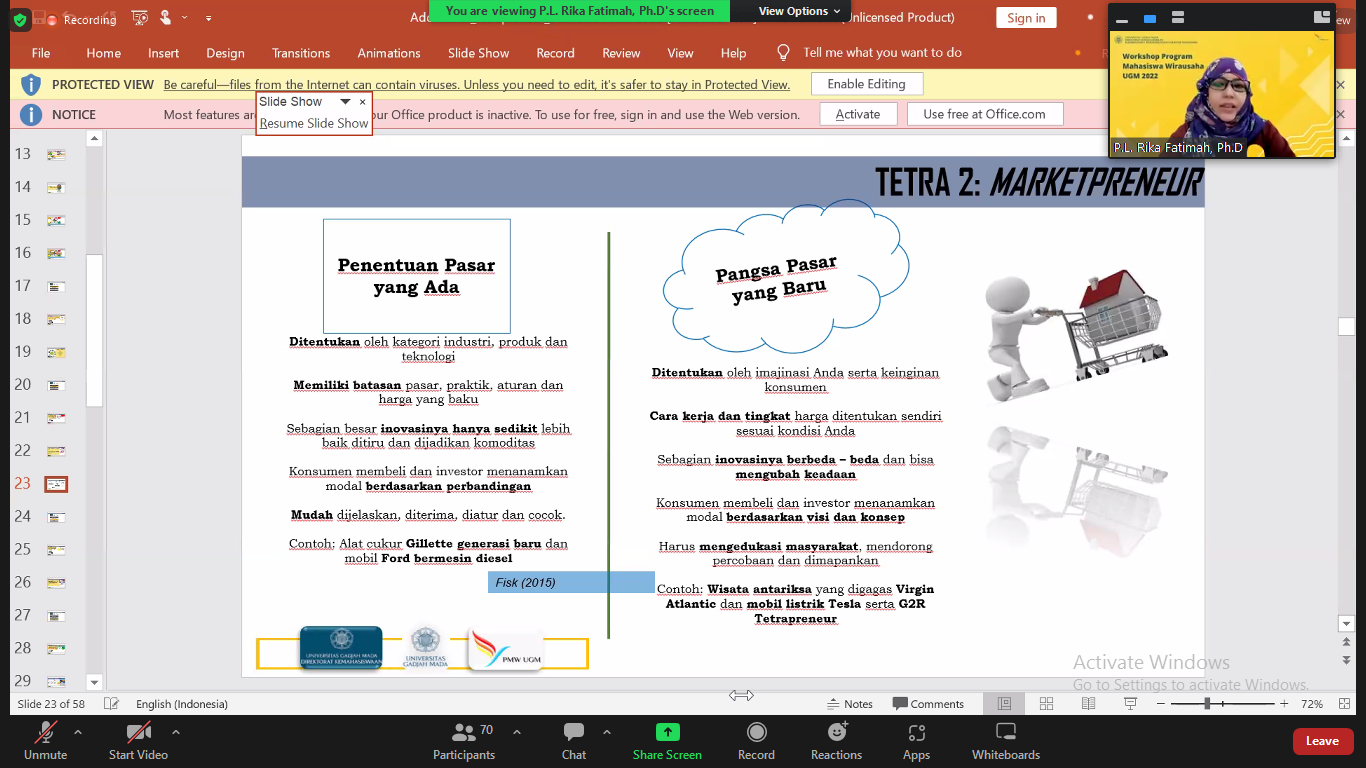 Recording
You are viewing P.L. Rika Fatimah, Ph.D's screen
View Options
(Unlicensed Product)
Sign in
File
Home
Insert
Design
Transitions
Animations
Slide Show
Record
Review
View
Help
Tell me what you want to do
PROTECTED VIEW
Be careful—files from the Internet can contain viruses. Unless you need to edit, it's safer to stay in Protected View.
Enable Editing
NOTICE
Most features are
our Office product is inactive. To use for free, sign in and use the Web version.
Activate
Use free at Office.com
Slide Show
Resume Slide Show
Workshop Program
Mahasiswa Wirausaha
UGM 2022
P.L. Rika Fatimah, Ph.D
13
14
15
16
17
18
19
20
21
22
23
24
25
26
27
28
29
TETRA 2: MARKETPRENEUR
Penentuan Pasar
yang Ada
Ditentukan oleh kategori industri, produk dan
teknologi
Memiliki batasan pasar, praktik, aturan dan
harga yang baku
Sebagian besar inovasinya hanya sedikit lebih
baik ditiru dan dijadikan komoditas
Konsumen membeli dan investor menanamkan
modal berdasarkan perbandingan
Mudah dijelaskan, diterima, diatur dan cocok.
Contoh: Alat cukur Gillette generasi baru dan
mobil Ford bermesin diesel
Fisk (2015)
Pangsa Pasar
yang Baru
Ditentukan oleh imajinasi Anda serta keinginan
konsumen
Cara kerja dan tingkat harga ditentukan sendiri
sesuai kondisi Anda
Sebagian inovasinya berbeda – beda dan bisa
mengubah keadaan
Konsumen membeli dan investor menanamkan
modal berdasarkan visi dan konsep
Harus mengedukasi masyarakat, mendorong
percobaan dan dimapankan
Contoh: Wisata antariksa yang digagas Virgin
Atlantic dan mobil listrik Tesla serta G2R
Tetrapreneur
UNIVERSITAS GADJAH MADA
DIREKTORAT KEMAHASISWAAN
UNIVERSITAS
GADJAH MADA
PMW UGM
Activate Windows
Go to Settings to activate Windows.
Slide 23 of 58
English (Indonesia)
Notes
Comments
72%
Unmute
Start Video
Participants
70
Chat
Share Screen
Record
Reactions
Apps
Whiteboards
Leave